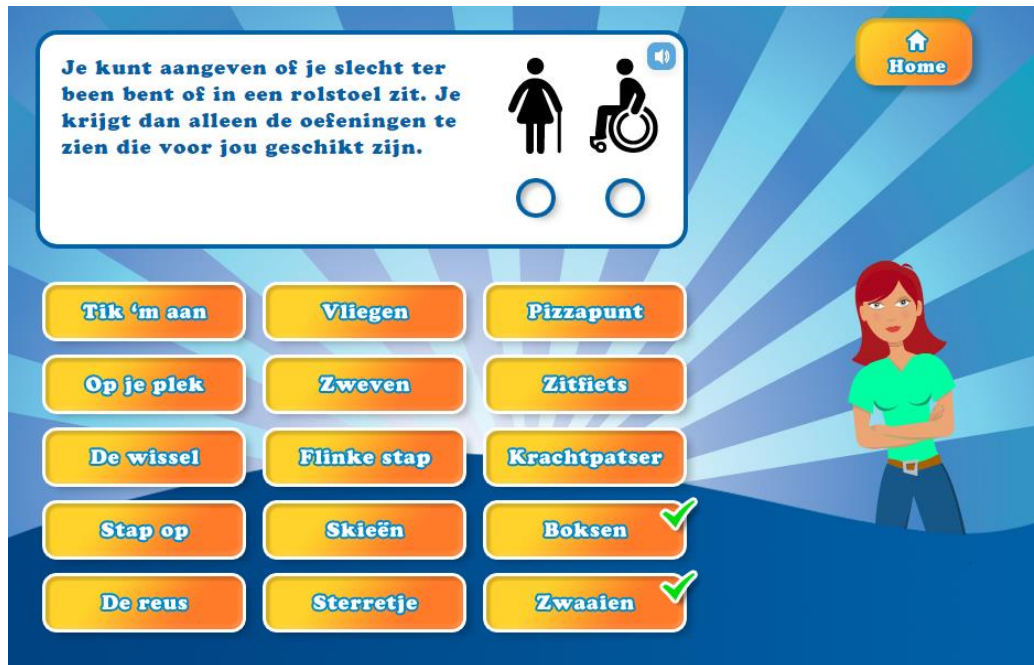 Je kunt aangeven of je slecht ter
been bent of in een rolstoel zit. Je
krijgt dan alleen de oefeningen te
zien die voor jou geschikt zijn.
Home
Tik ‘m aan
Vliegen
Pizzapunt
Op je plek
Zweven
Zitfiets
De wissel
Flinke stap
Krachtpatser
Stap op
Skieën
Boksen
De reus
Sterretje
Zwaaien